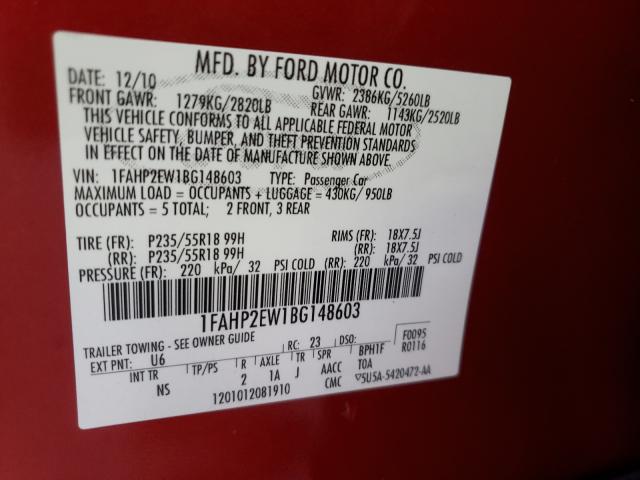 MFD. BY FORD MOTOR CO.
DATE: 12/10 GVWR: 2386KG/5260LB
FRONT GAWR: 1279KG/2820LB REAR GAWR: 1143KG/2520LB
THIS VEHICLE CONFORMS TO ALL APPLICABLE FEDERAL MOTOR
VEHICLE SAFETY, BUMPER, AND THEFT PREVENTION STANDARDS
IN EFFECT ON THE DATE OF MANUFACTURE SHOWN ABOVE.
VIN: 1FAHP2EW1BG148603 TYPE: Passenger Car
MAXIMUM LOAD = OCCUPANTS + LUGGAGE = 430KG/ 950LB
OCCUPANTS = 5 TOTAL; 2 FRONT, 3 REAR
TIRE (FR): P235/55R18 99H RIMS (FR): 18X7.5J
(RR): P235/55R18 99H (RR): 18X7.5J
PRESSURE (FR): 220 kPa/ 32 PSI COLD (RR): 220 kPa/ 32 PSI COLD
1FAHP2EW1BG148603
TRAILER TOWING - SEE OWNER GUIDE
EXT PNT: U6 RC: 23 DSO: F0095
INT TR TP/PS R AXLE TR SPR BPHTF R0116
NS 2 1A J AACC TOA
CMC
1201012081910 5U5A-5420472-AA